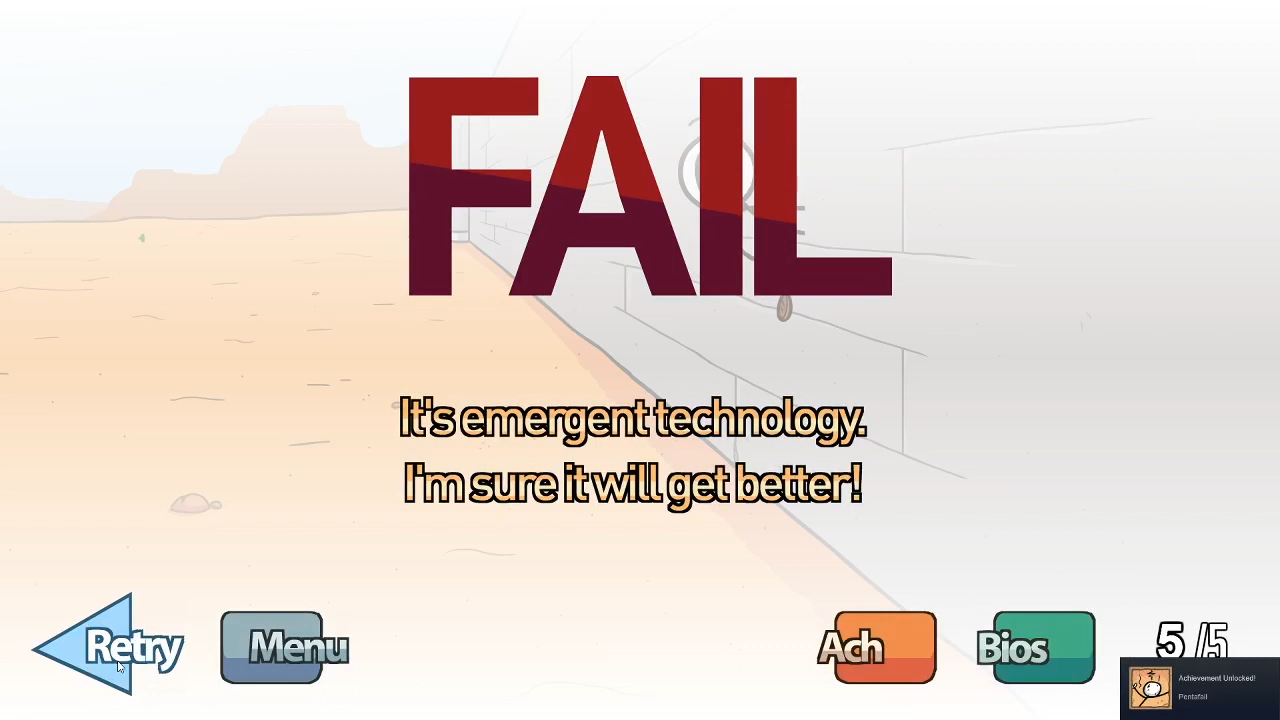 FAIL
It's emergent technology.
I'm sure it will get better!
Retry
Menu
Ach
Bios
5/5
Achievement Unlocked!
Pentafail